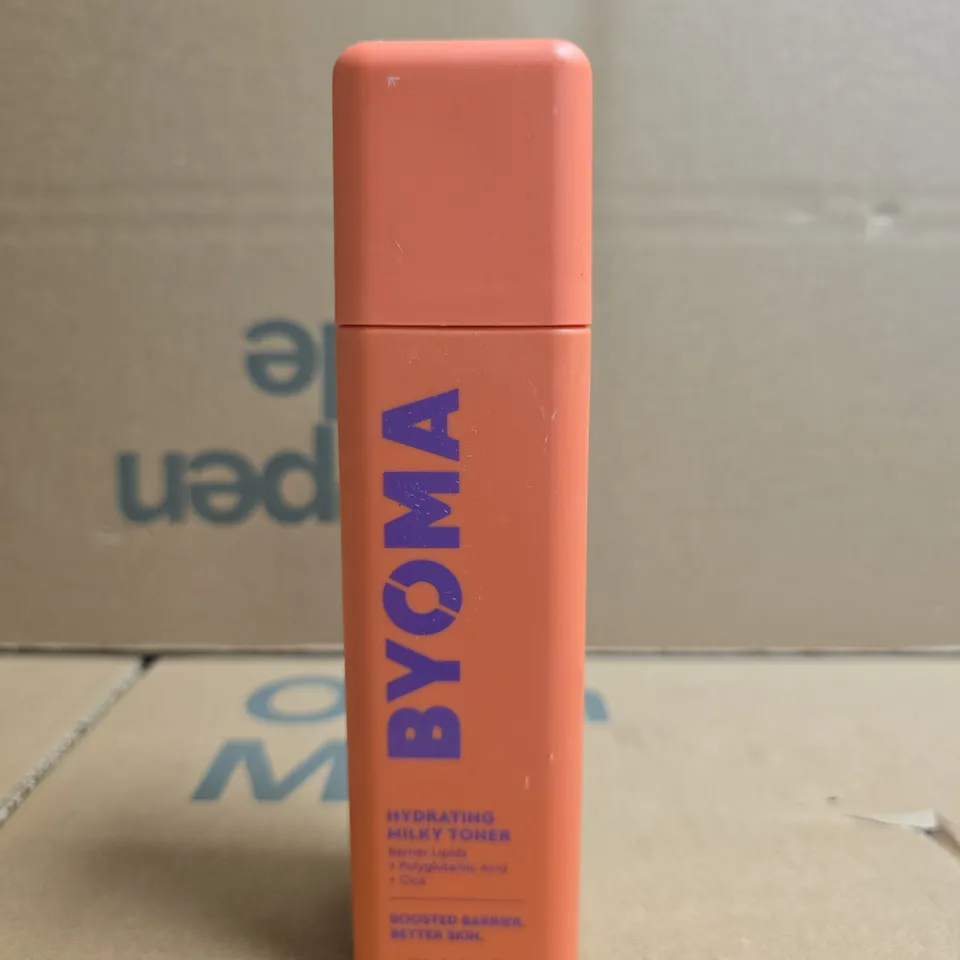 BYOMA
HYDRATING
MILKY TONER
Barrier Lipids
+ Polyglutamic Acid
+ Cica
BOOSTED BARRIER.
BETTER SKIN.